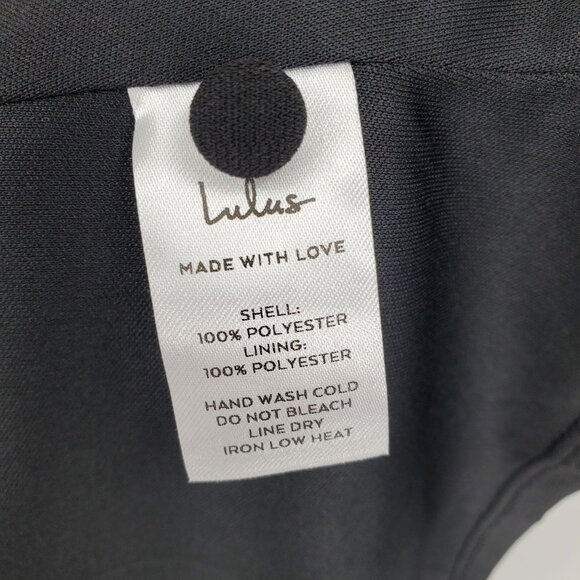 Lulus
MADE WITH LOVE
SHELL:
100% POLYESTER
LINING:
100% POLYESTER
HAND WASH COLD
DO NOT BLEACH
LINE DRY
IRON LOW HEAT